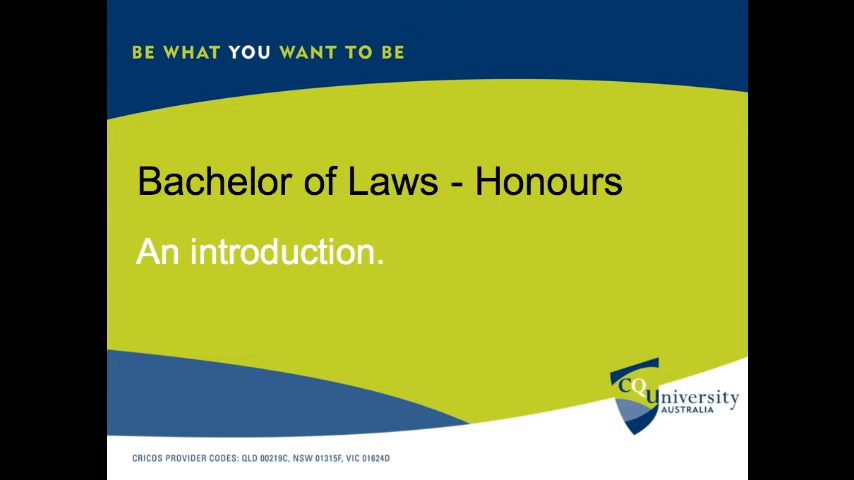 BE WHAT YOU WANT TO BE
Bachelor of Laws - Honours
An introduction.
CQUniversity
AUSTRALIA
CRICOS PROVIDER CODES: QLD 00219C, NSW 01315F, VIC 01624D